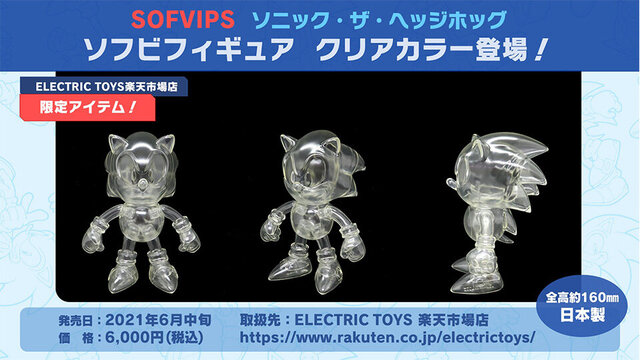 SOFVIPS ソニック・ザ・ヘッジホッグ
ソフビフィギュア クリアカラー登場！
ELECTRIC TOYS楽天市場店
限定アイテム！
全高約160mm
日本製
発売日：2021年6月中旬 取扱先：ELECTRIC TOYS 楽天市場店
価 格：6,000円(税込) https://www.rakuten.co.jp/electrictoys/